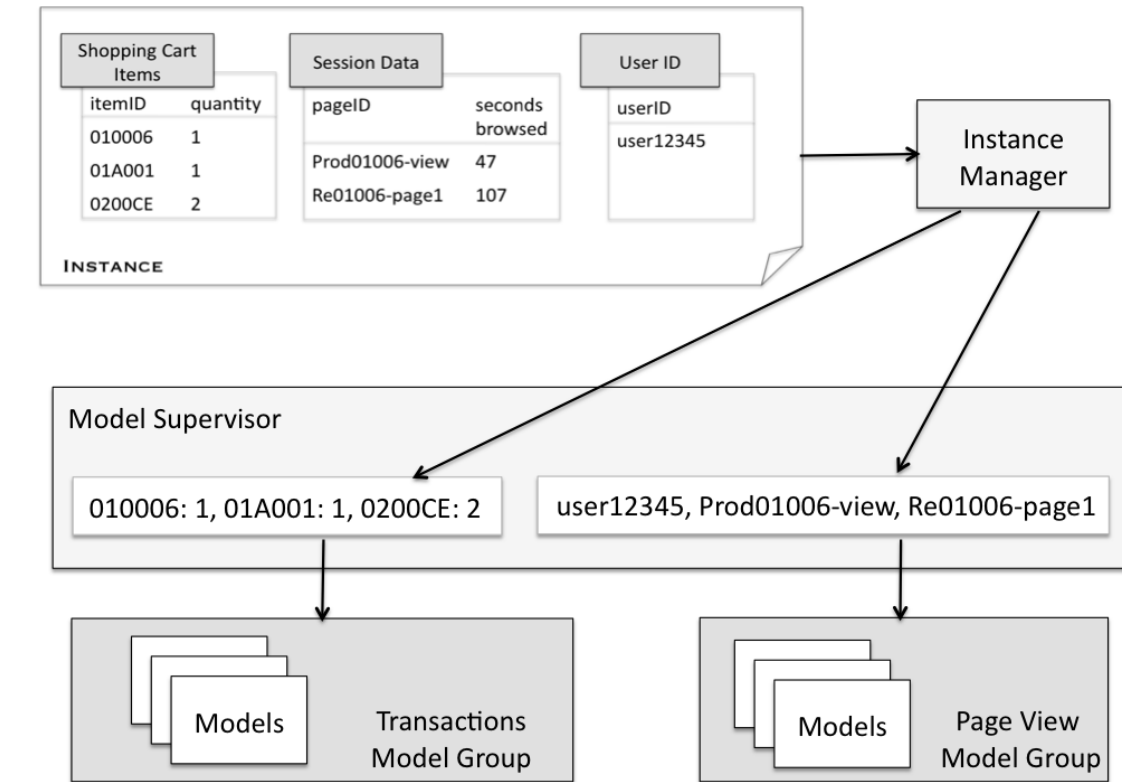 Shopping Cart
Items
itemID quantity
010006 1
01A001 1
0200CE 2
Session Data
pageID seconds
browsed
Prod01006-view 47
Re01006-page1 107
User ID
userID
user12345
INSTANCE
Instance
Manager
Model Supervisor
010006: 1, 01A001: 1, 0200CE: 2
user12345, Prod01006-view, Re01006-page1
Models
Transactions
Model Group
Models
Page View
Model Group